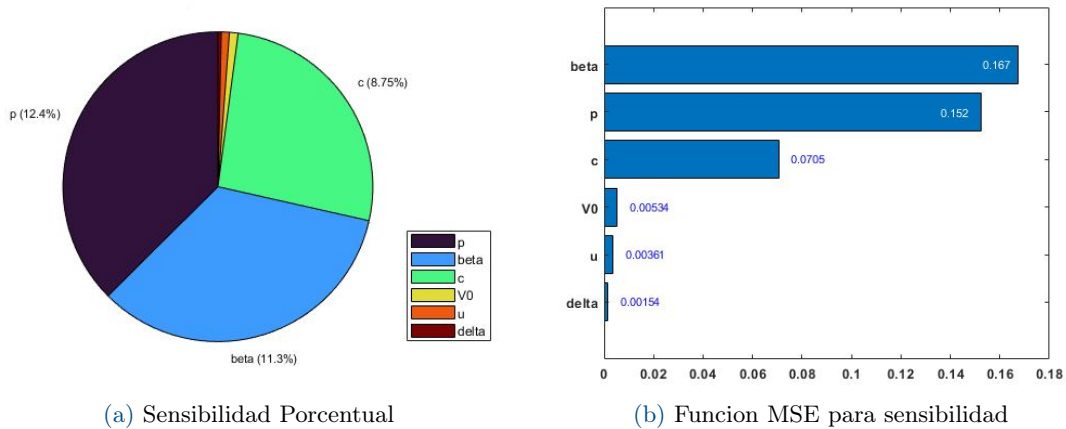 p (12.4%)
c (8.75%)
beta (11.3%)
p
beta
c
V0
u
delta
(a) Sensibilidad Porcentual
beta
p
c
V0
u
delta
0.167
0.152
0.0705
0.00534
0.00361
0.00154
0 0.02 0.04 0.06 0.08 0.1 0.12 0.14 0.16 0.18
(b) Funcion MSE para sensibilidad